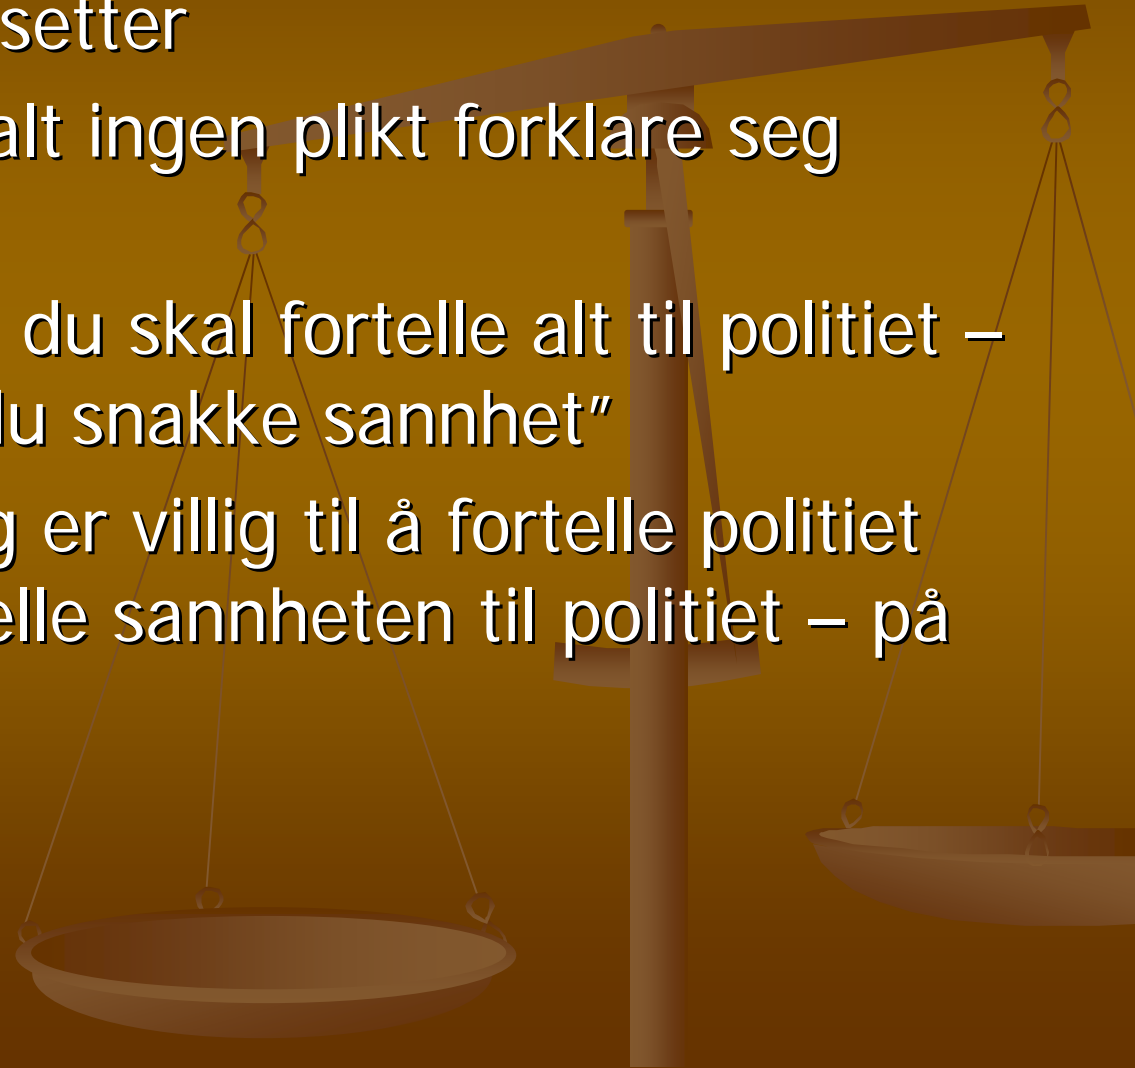 setter
alt ingen plikt forklare seg
du skal fortelle alt til politiet –
du snakke sannhet”
er villig til å fortelle politiet
elle sannheten til politiet – på